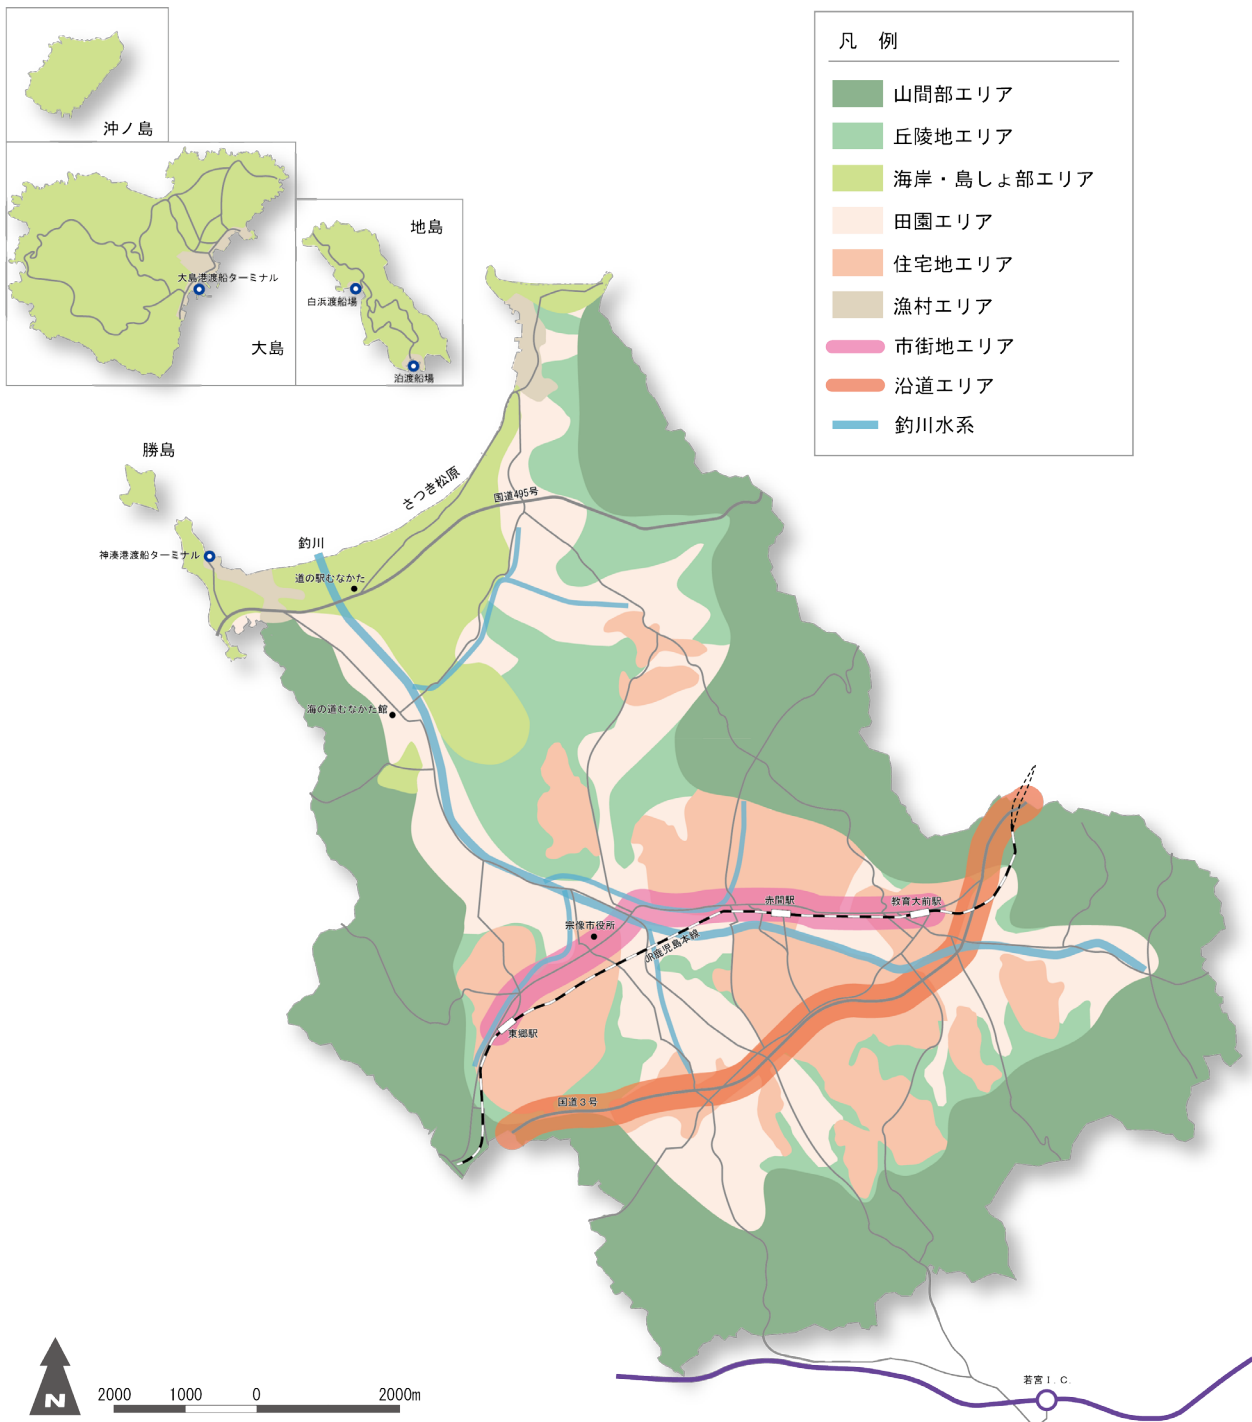 凡 例
山間部エリア
丘陵地エリア
海岸・島しょ部エリア
田園エリア
住宅地エリア
漁村エリア
市街地エリア
沿道エリア
釣川水系
沖ノ島
大島港渡船ターミナル
大島
地島
白浜渡船場
泊渡船場
勝島
さつき松原
国道495号
神湊港渡船ターミナル
釣川
道の駅むなかた
海の道むなかた館
宗像市役所
赤間駅
教育大前駅
JR鹿児島本線
東郷駅
国道3号
若宮I.C.
N
2000 1000 0 2000m